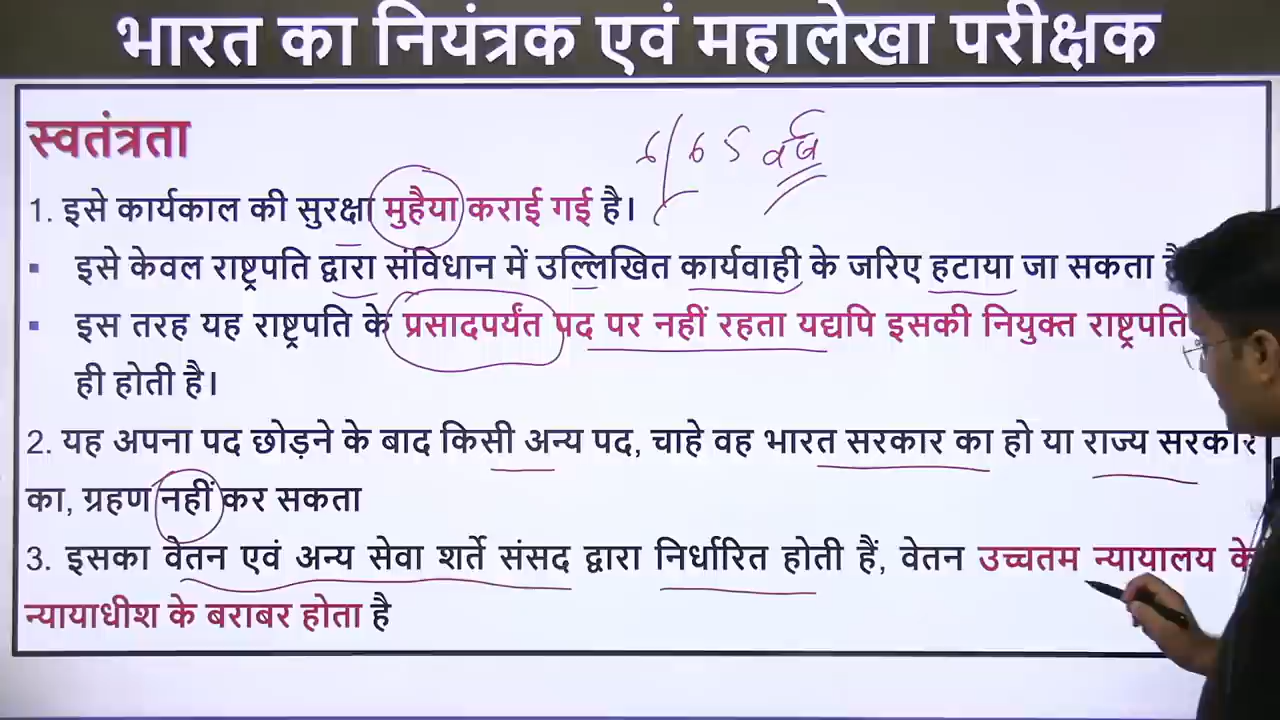 भारत का नियंत्रक एवं महालेखा परीक्षक
स्वतंत्रता
6/65 वर्ष
1. इसे कार्यकाल की सुरक्षा मुहैया कराई गई है।
▪ इसे केवल राष्ट्रपति द्वारा संविधान में उल्लिखित कार्यवाही के जरिए हटाया जा सकता
▪ इस तरह यह राष्ट्रपति के प्रसादपर्यंत पद पर नहीं रहता यद्यपि इसकी नियुक्त राष्ट्रपति
ही होती है।
2. यह अपना पद छोड़ने के बाद किसी अन्य पद, चाहे वह भारत सरकार का हो या राज्य सरकार
का, ग्रहण नहीं कर सकता
3. इसका वेतन एवं अन्य सेवा शर्ते संसद द्वारा निर्धारित होती हैं, वेतन उच्चतम न्यायालय के
न्यायाधीश के बराबर होता है